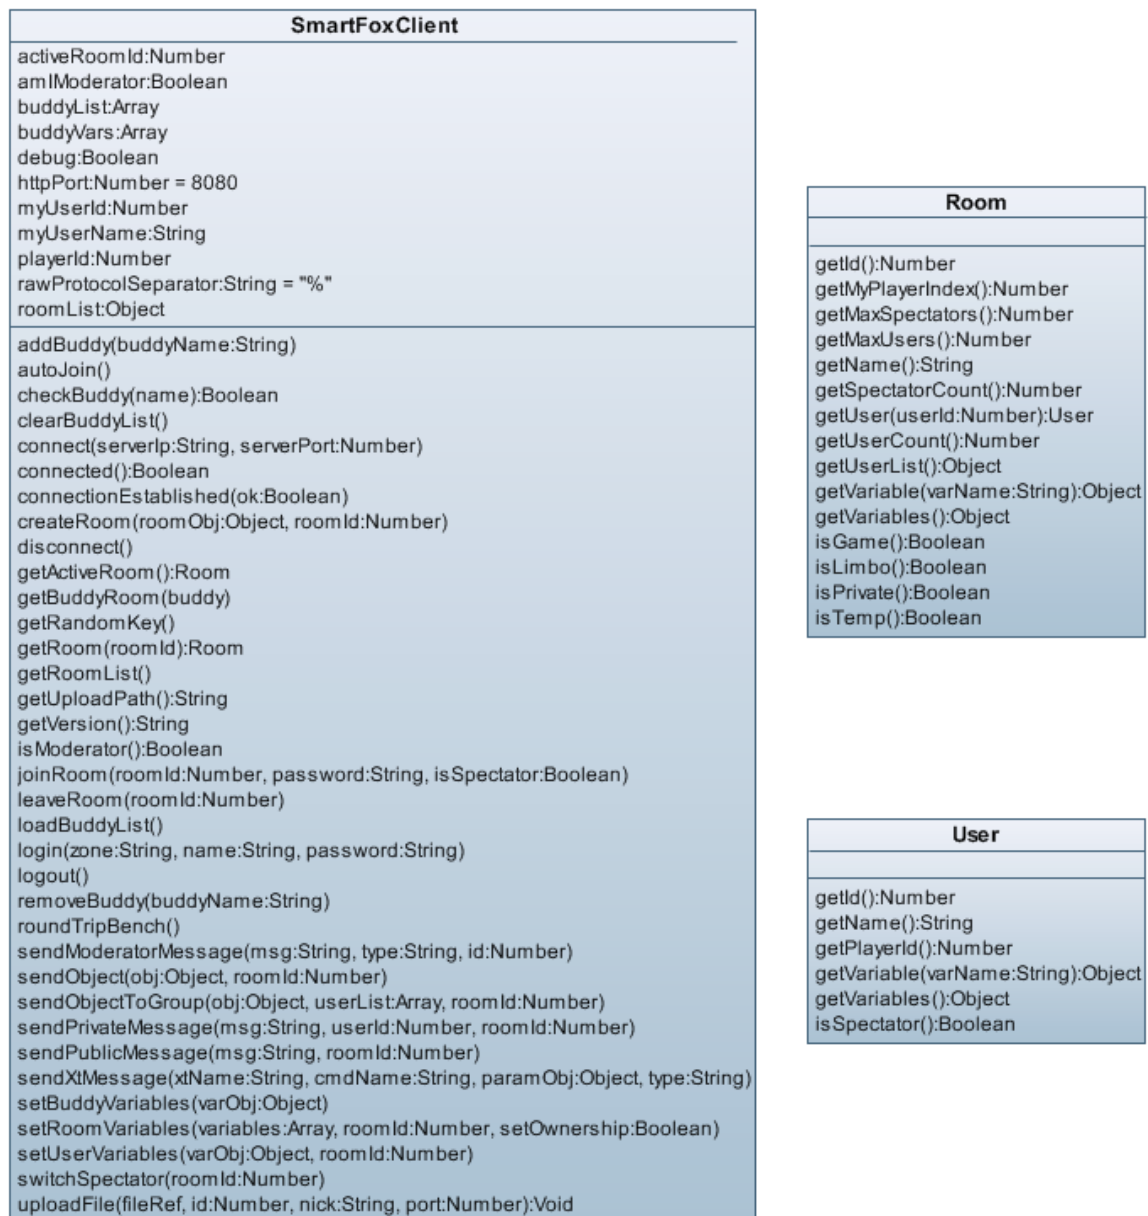 SmartFoxClient
activeRoomId:Number
amIModerator:Boolean
buddyList:Array
buddyVars:Array
debug:Boolean
httpPort:Number = 8080
myUserId:Number
myUserName:String
playerId:Number
rawProtocolSeparator:String = "%"
roomList:Object
addBuddy(buddyName:String)
autoJoin()
checkBuddy(name):Boolean
clearBuddyList()
connect(serverIp:String, serverPort:Number)
connected():Boolean
connectionEstablished(ok:Boolean)
createRoom(roomObj:Object, roomId:Number)
disconnect()
getActiveRoom():Room
getBuddyRoom(buddy)
getRandomKey()
getRoom(roomId):Room
getRoomList()
getUploadPath():String
getVersion():String
isModerator():Boolean
joinRoom(roomId:Number, password:String, isSpectator:Boolean)
leaveRoom(roomId:Number)
loadBuddyList()
login(zone:String, name:String, password:String)
logout()
removeBuddy(buddyName:String)
roundTripBench()
sendModeratorMessage(msg:String, type:String, id:Number)
sendObject(obj:Object, roomId:Number)
sendObjectToGroup(obj:Object, userList:Array, roomId:Number)
sendPrivateMessage(msg:String, userId:Number, roomId:Number)
sendPublicMessage(msg:String, roomId:Number)
sendXtMessage(xtName:String, cmdName:String, paramObj:Object, type:String)
setBuddyVariables(varObj:Object)
setRoomVariables(variables:Array, roomId:Number, setOwnership:Boolean)
setUserVariables(varObj:Object, roomId:Number)
switchSpectator(roomId:Number)
uploadFile(fileRef, id:Number, nick:String, port:Number):Void
Room
getId():Number
getMyPlayerIndex():Number
getMaxSpectators():Number
getMaxUsers():Number
getName():String
getSpectatorCount():Number
getUser(userId:Number):User
getUserCount():Number
getUserList():Object
getVariable(varName:String):Object
getVariables():Object
isGame():Boolean
isLimbo():Boolean
isPrivate():Boolean
isTemp():Boolean
User
getId():Number
getName():String
getPlayerId():Number
getVariable(varName:String):Object
getVariables():Object
isSpectator():Boolean